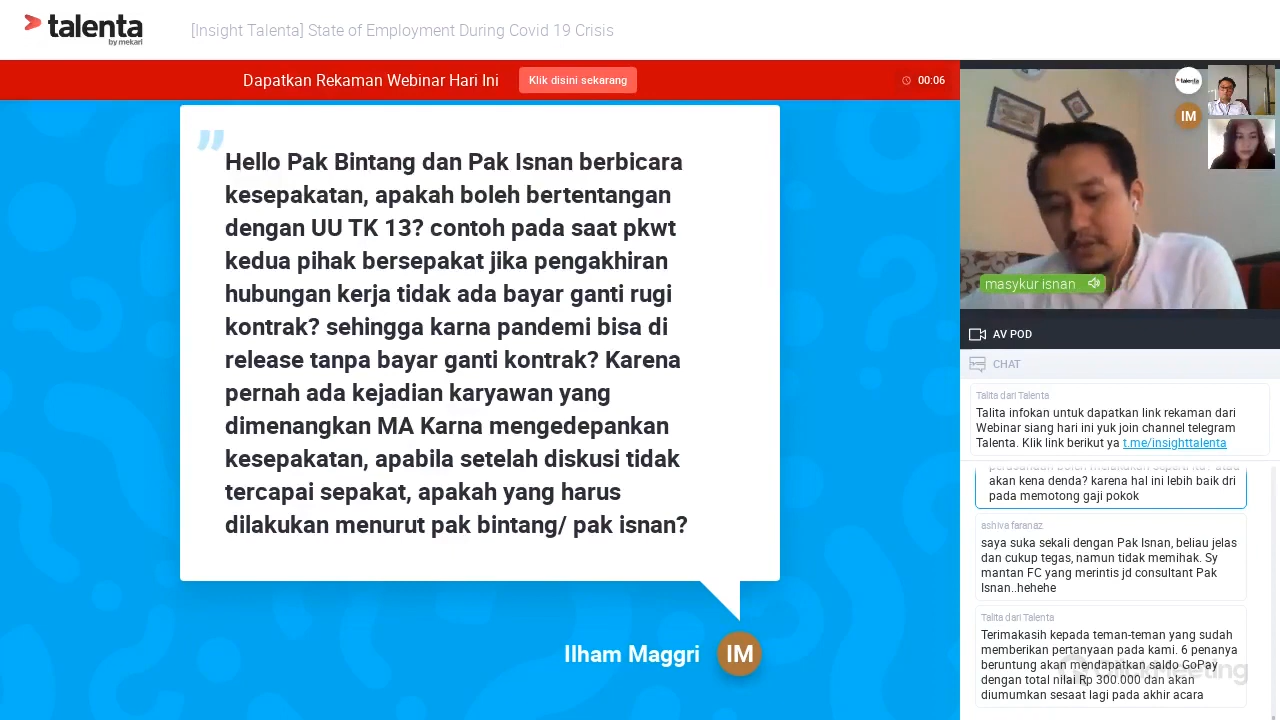 talenta
by mekari
[Insight Talenta] State of Employment During Covid 19 Crisis
Dapatkan Rekaman Webinar Hari Ini
Klik disini sekarang
00:06
Hello Pak Bintang dan Pak Isnan berbicara
kesepakatan, apakah boleh bertentangan
dengan UU TK 13? contoh pada saat pkwt
kedua pihak bersepakat jika pengakhiran
hubungan kerja tidak ada bayar ganti rugi
kontrak? sehingga karna pandemi bisa di
release tanpa bayar ganti kontrak? Karena
pernah ada kejadian karyawan yang
dimenangkan MA Karna mengedepankan
kesepakatan, apabila setelah diskusi tidak
tercapai sepakat, apakah yang harus
dilakukan menurut pak bintang/ pak isnan?
Ilham Maggri
IM
talenta
IM
masykur isnan
AV POD
CHAT
Talita dari Talenta
Talita infokan untuk dapatkan link rekaman dari
Webinar siang hari ini yuk join channel telegram
Talenta. Klik link berikut ya t.me/insighttalenta
akan kena denda? karena hal ini lebih baik dri
pada memotong gaji pokok
ashiva faranaz
saya suka sekali dengan Pak Isnan, beliau jelas
dan cukup tegas, namun tidak memihak. Sy
mantan FC yang merintis jd consultant Pak
Isnan..hehehe
Talita dari Talenta
Terimakasih kepada teman-teman yang sudah
memberikan pertanyaan pada kami. 6 penanya
beruntung akan mendapatkan saldo GoPay
dengan total nilai Rp 300.000 dan akan
diumumkan sesaat lagi pada akhir acara